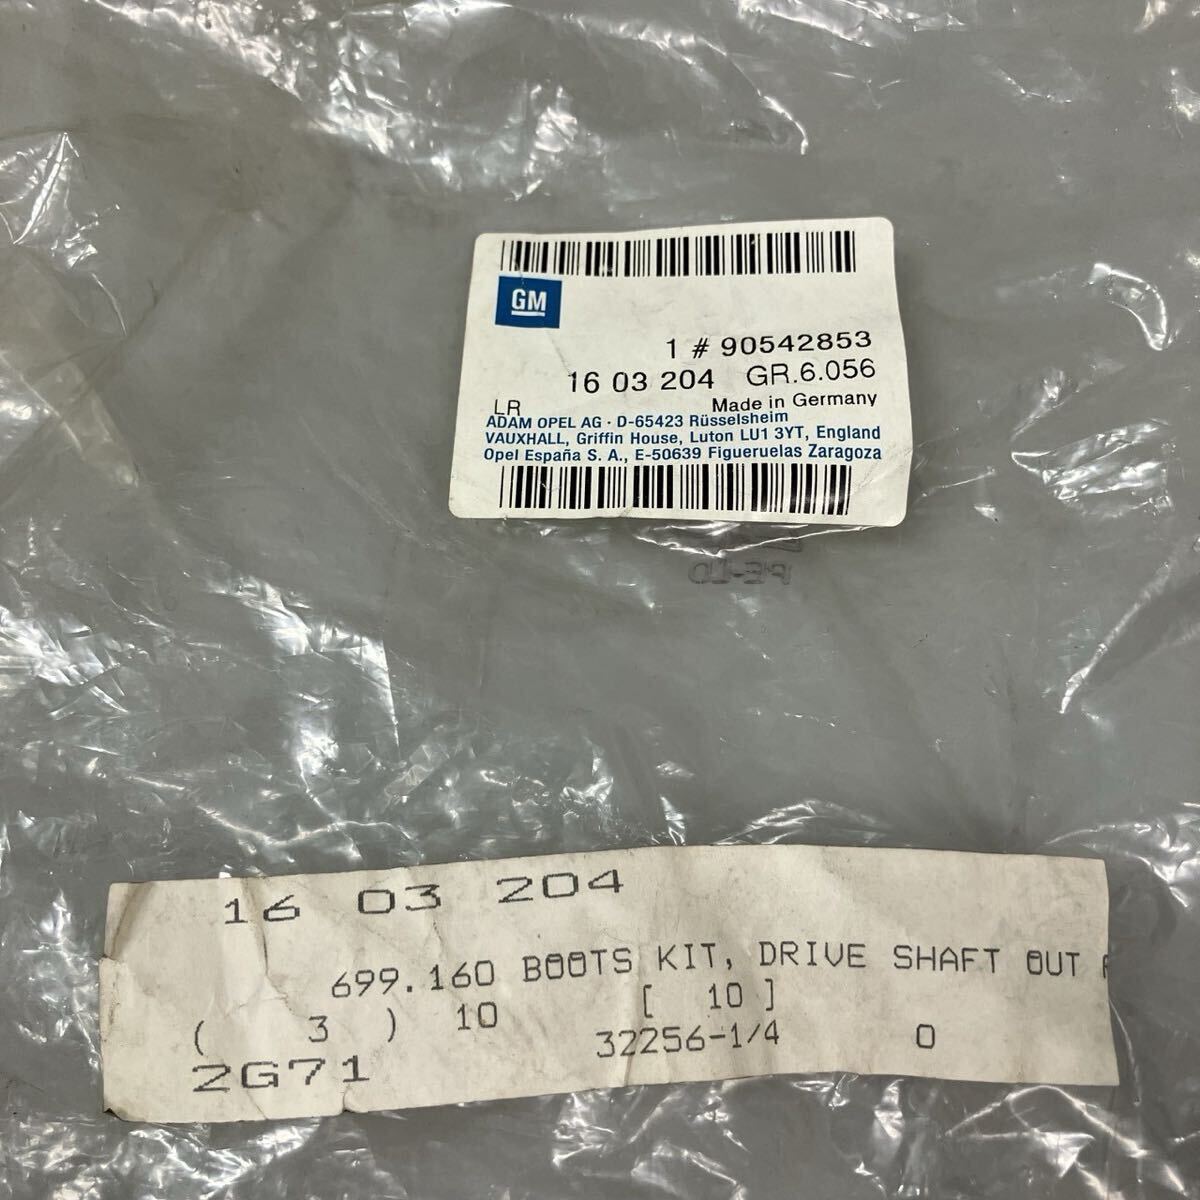 GM
1 # 90542853
16 03 204 GR.6.056
LR Made in Germany
ADAM OPEL AG · D-65423 Rüsselsheim
VAUXHALL, Griffin House, Luton LU1 3YT, England
Opel España S. A., E-50639 Figueruelas Zaragoza
16 03 204
699.160 BOOTS KIT, DRIVE SHAFT OUT
( 3 ) 10 [ 10 ]
32256-1/4 0
2G71